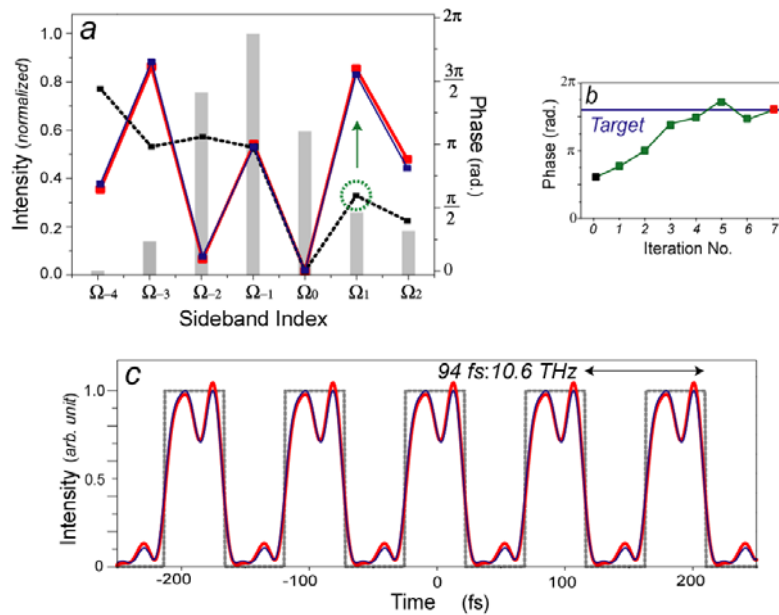 a
Intensity (normalized)
1.0
0.8
0.6
0.4
0.2
0.0
2π
3π
2
π
π
2
0
Phase (rad.)
Ω−4 Ω−3 Ω−2 Ω−1 Ω0 Ω1 Ω2
Sideband Index
b
Phase (rad.)
2π
π
0
Target
0 1 2 3 4 5 6 7
Iteration No.
c
94 fs:10.6 THz
Intensity (arb. unit)
1.0
0.5
0
-200 -100 0 100 200
Time (fs)